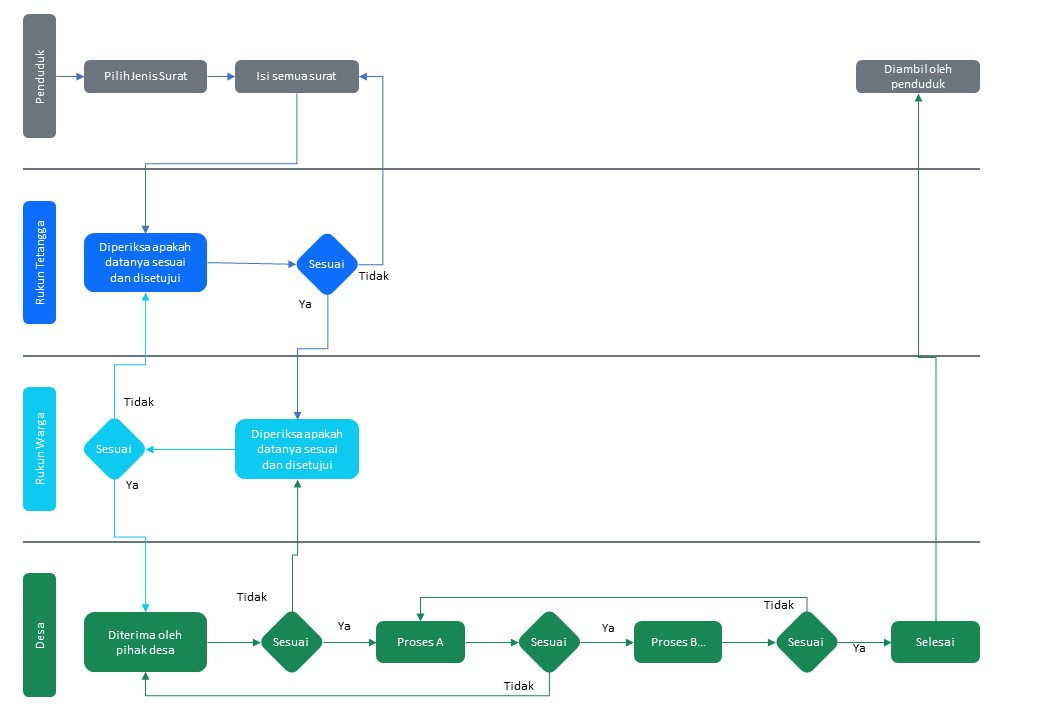 Penduduk
Pilih Jenis Surat
Isi semua surat
Diambil oleh
penduduk
Rukun Tetangga
Diperiksa apakah
datanya sesuai
dan disetujui
Sesuai
Tidak
Ya
Rukun Warga
Tidak
Sesuai
Ya
Diperiksa apakah
datanya sesuai
dan disetujui
Desa
Diterima oleh
pihak desa
Tidak
Sesuai
Ya
Proses A
Sesuai
Tidak
Ya
Proses B...
Tidak
Sesuai
Ya
Selesai